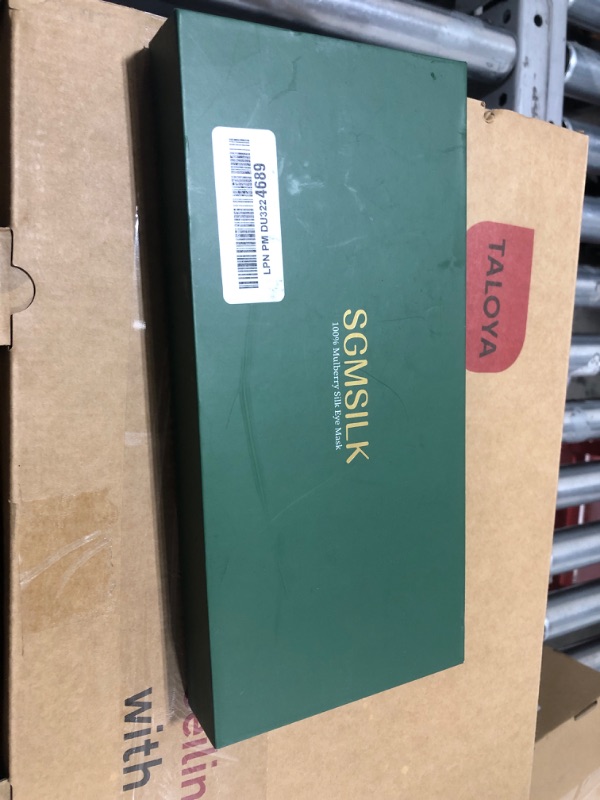 LPN PM DU3224689
SGMSILK
100% Mulberry Silk Eye Mask
TALOYA
with